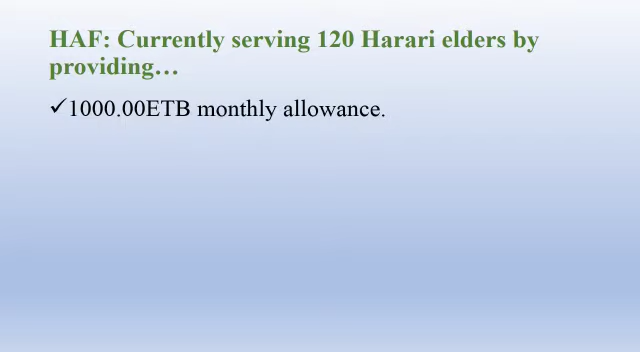 HAF: Currently serving 120 Harari elders by
providing…
✓1000.00ETB monthly allowance.